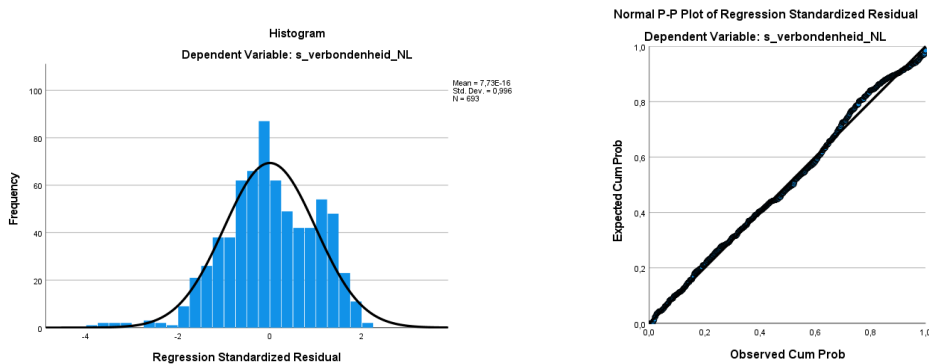 Histogram
Dependent Variable: s_verbondenheid_NL
Mean = 7,73E-16
Std. Dev. = 0,996
N = 693
100
80
60
40
20
0
Frequency
-4
-2
0
2
Regression Standardized Residual
Normal P-P Plot of Regression Standardized Residual
Dependent Variable: s_verbondenheid_NL
1,0
0,8
0,6
0,4
0,2
0,0
Expected Cum Prob
0,0
0,2
0,4
0,6
0,8
1,0
Observed Cum Prob